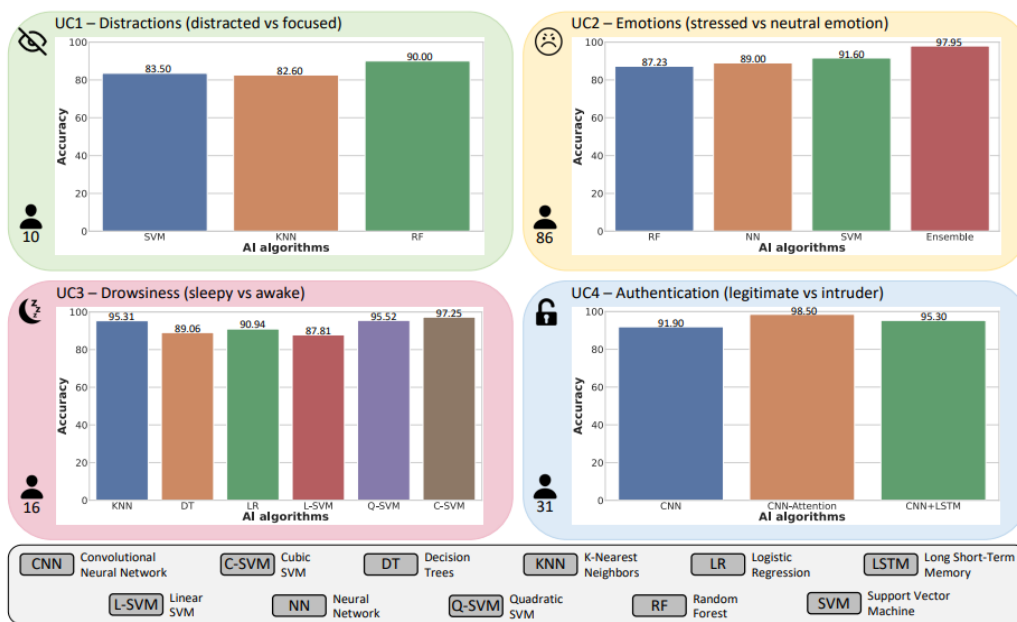 UC1 – Distractions (distracted vs focused)
100
80
60
40
20
0
Accuracy
83.50
82.60
90.00
SVM
KNN
RF
AI algorithms
10
UC2 – Emotions (stressed vs neutral emotion)
100
80
60
40
20
0
Accuracy
87.23
89.00
91.60
97.95
RF
NN
SVM
Ensemble
AI algorithms
86
UC3 – Drowsiness (sleepy vs awake)
z z z
100
80
60
40
20
0
Accuracy
95.31
89.06
90.94
87.81
95.52
97.25
KNN
DT
LR
L-SVM
Q-SVM
C-SVM
AI algorithms
16
UC4 – Authentication (legitimate vs intruder)
100
80
60
40
20
0
Accuracy
91.90
98.50
95.30
CNN
CNN-Attention
CNN+LSTM
AI algorithms
31
CNN
Convolutional
Neural Network
C-SVM
Cubic
SVM
DT
Decision
Trees
KNN
K-Nearest
Neighbors
LR
Logistic
Regression
LSTM
Long Short-Term
Memory
L-SVM
Linear
SVM
NN
Neural
Network
Q-SVM
Quadratic
SVM
RF
Random
Forest
SVM
Support Vector
Machine